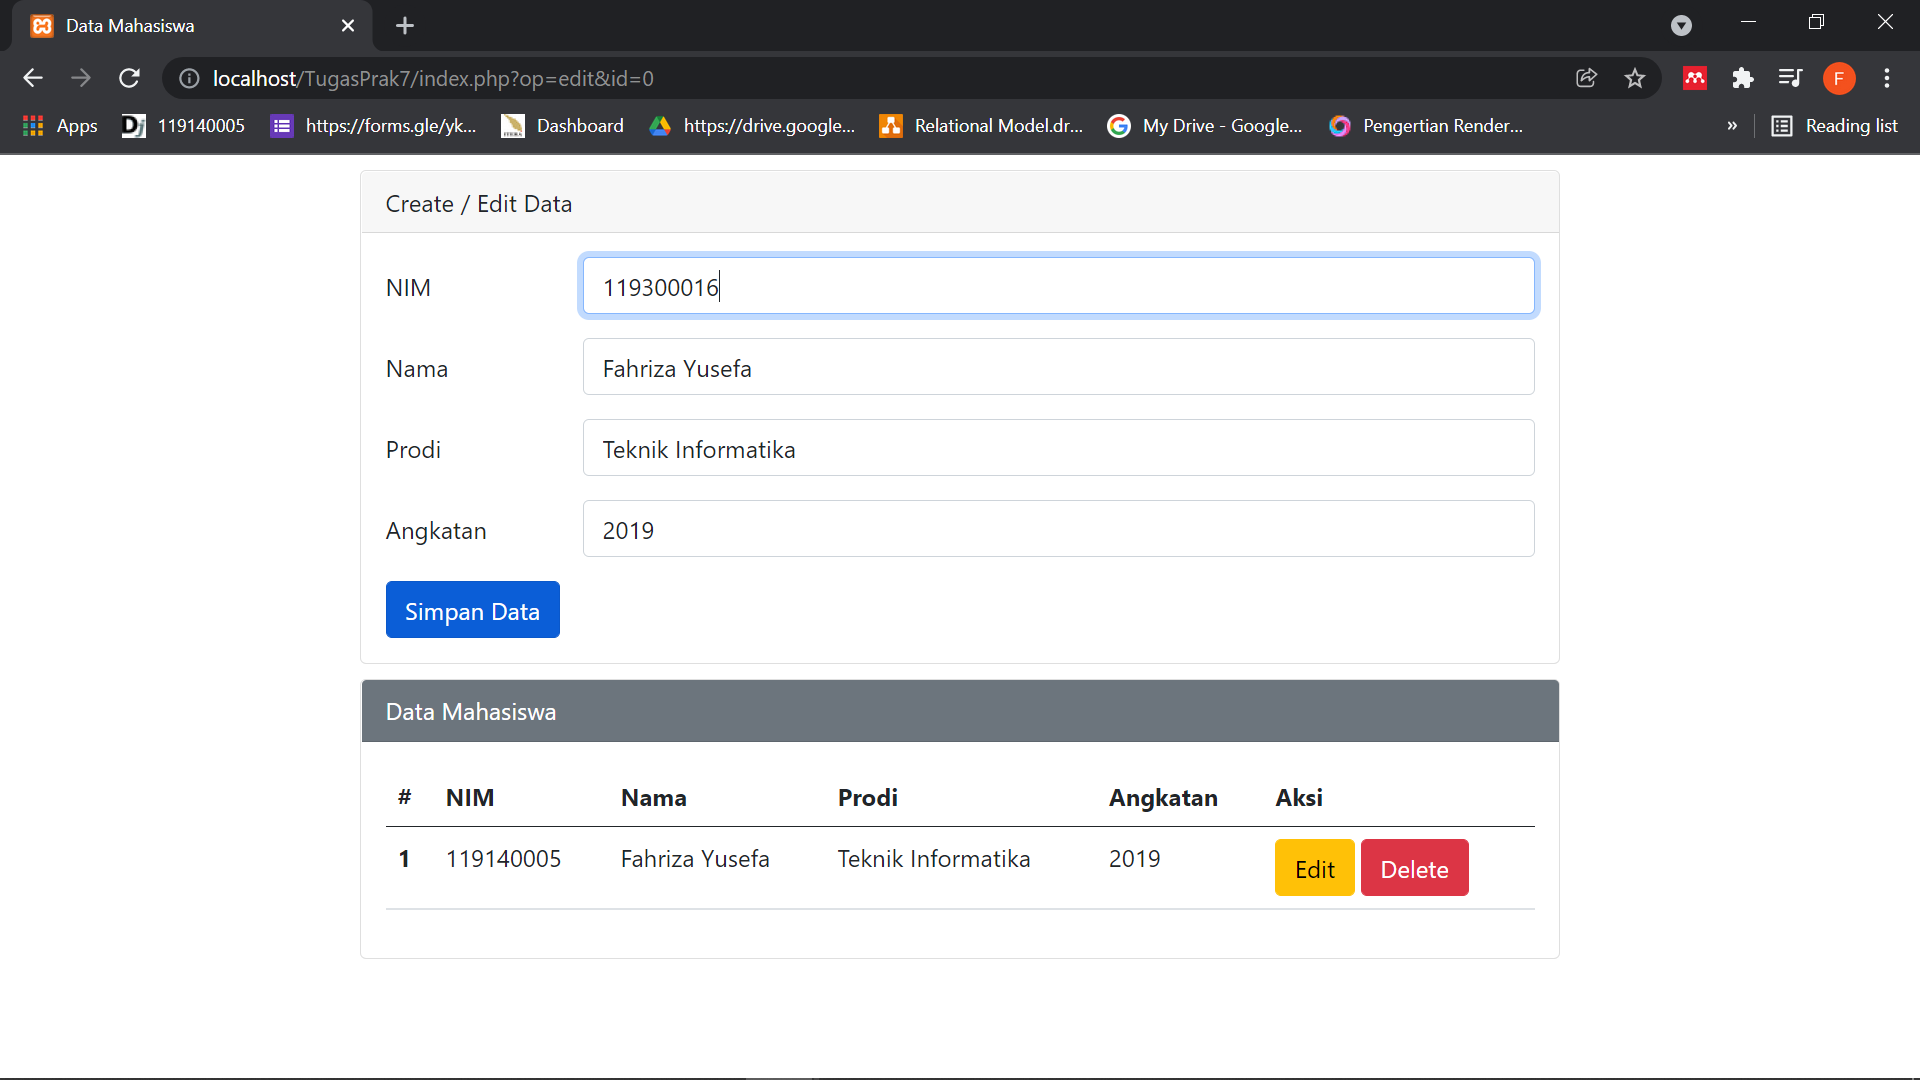 Data Mahasiswa
localhost/TugasPrak7/index.php?op=edit&id=0
F
Apps 119140005 https://forms.gle/yk... Dashboard https://drive.google... Relational Model.dr... My Drive - Google... Pengertian Render... » Reading list
Create / Edit Data
NIM 119300016
Nama Fahriza Yusefa
Prodi Teknik Informatika
Angkatan 2019
Simpan Data
Data Mahasiswa
# NIM Nama Prodi Angkatan Aksi
1 119140005 Fahriza Yusefa Teknik Informatika 2019 Edit Delete